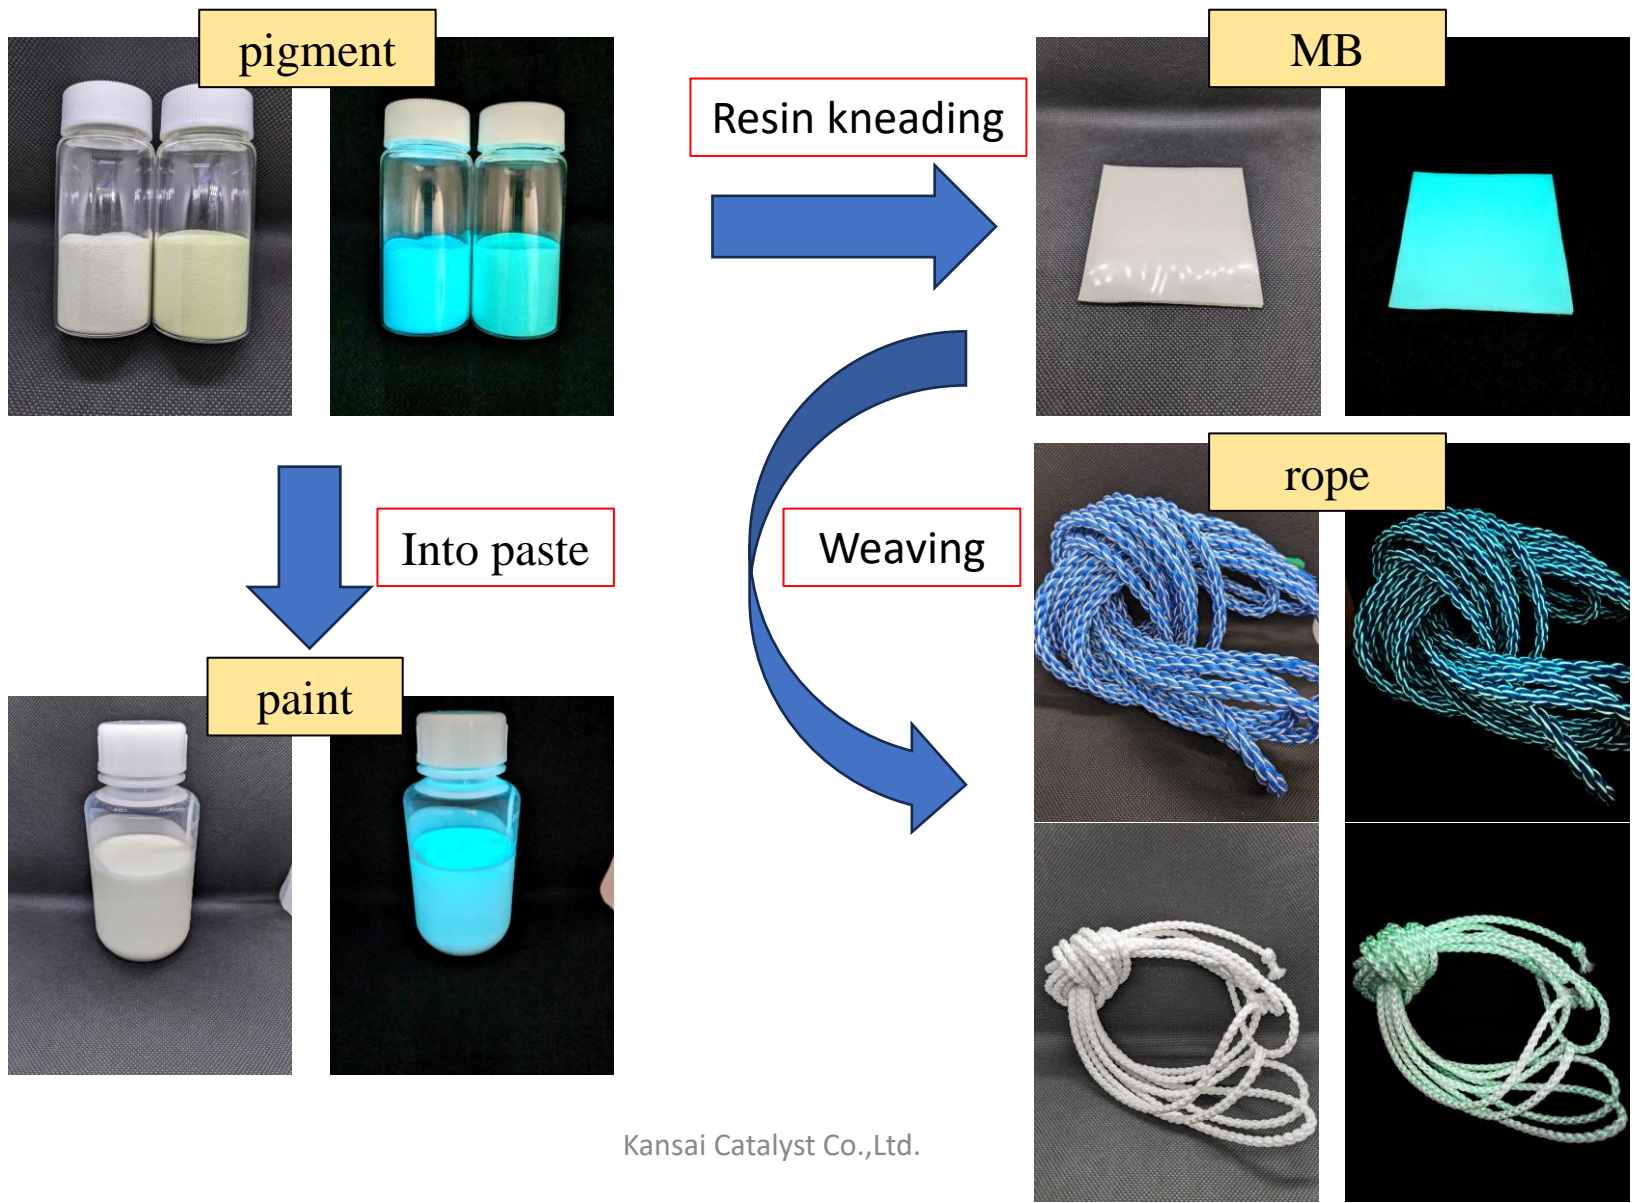 pigment
MB
Resin kneading
rope
Into paste
Weaving
paint
Kansai Catalyst Co.,Ltd.